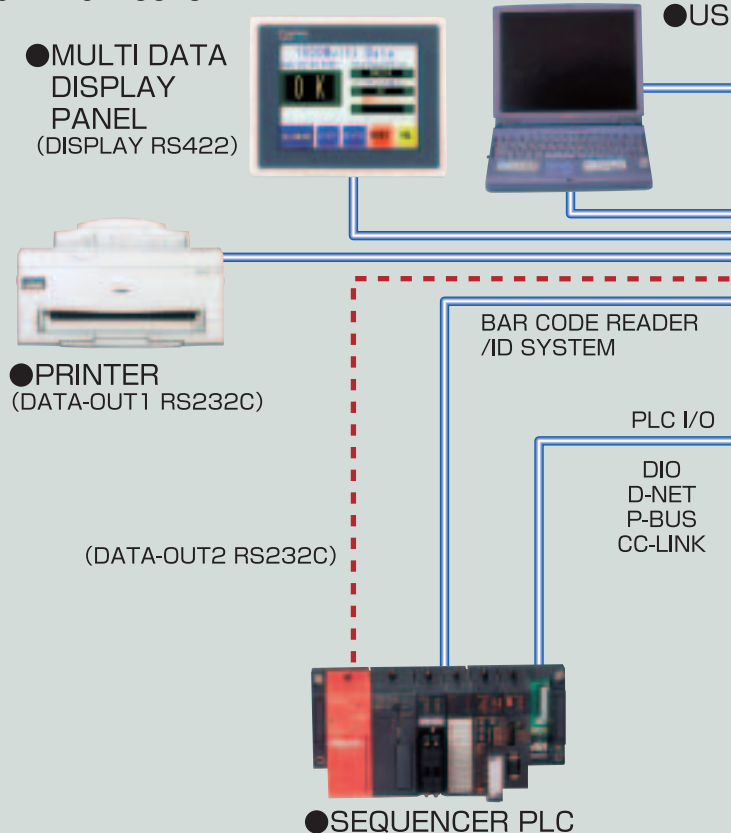 ●US
●MULTI DATA
DISPLAY
PANEL
(DISPLAY RS422)
OK
●PRINTER
(DATA-OUT1 RS232C)
BAR CODE READER
/ID SYSTEM
PLC I/O
DIO
D-NET
P-BUS
CC-LINK
(DATA-OUT2 RS232C)
●SEQUENCER PLC